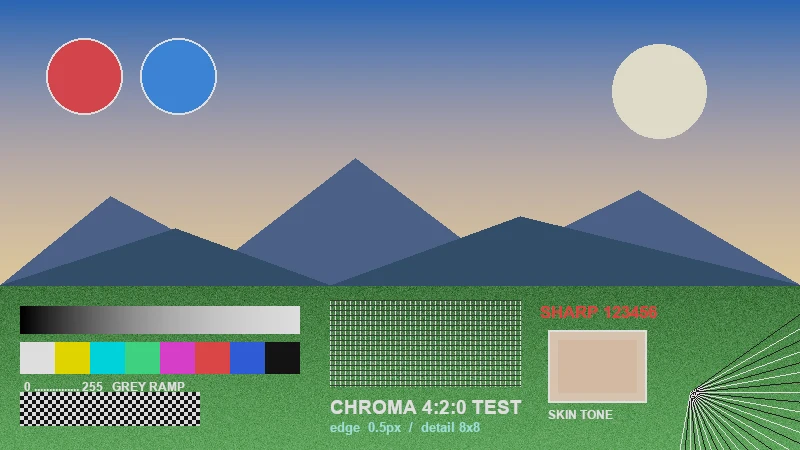 SHARP 123456
0 .............. 255 GREY RAMP
CHROMA 4:2:0 TEST
SKIN TONE
edge 0.5px / detail 8x8